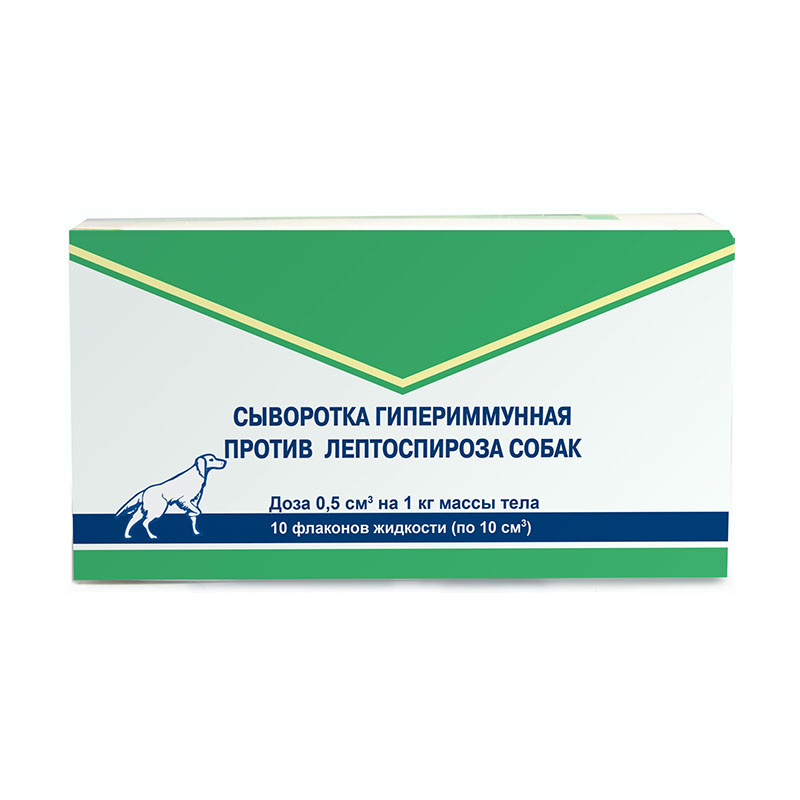 СЫВОРОТКА ГИПЕРИММУННАЯ
ПРОТИВ ЛЕПТОСПИРОЗА СОБАК
Доза 0,5 см³ на 1 кг массы тела
10 флаконов жидкости (по 10 см³)